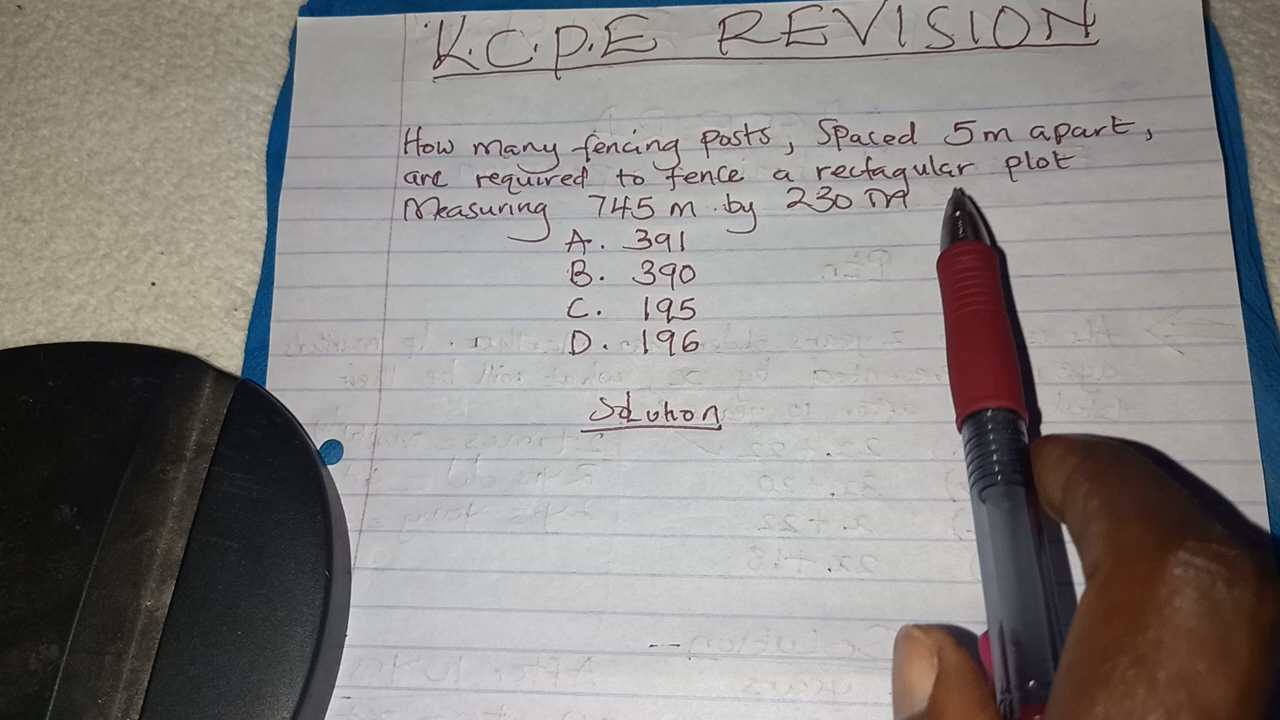 K.C.P.E REVISION
How many fencing posts, Spaced 5m apart,
are required to fence a rectagular plot
Measuring 745 m by 230 m
A. 391
B. 390
C. 195
D. 196
Solution